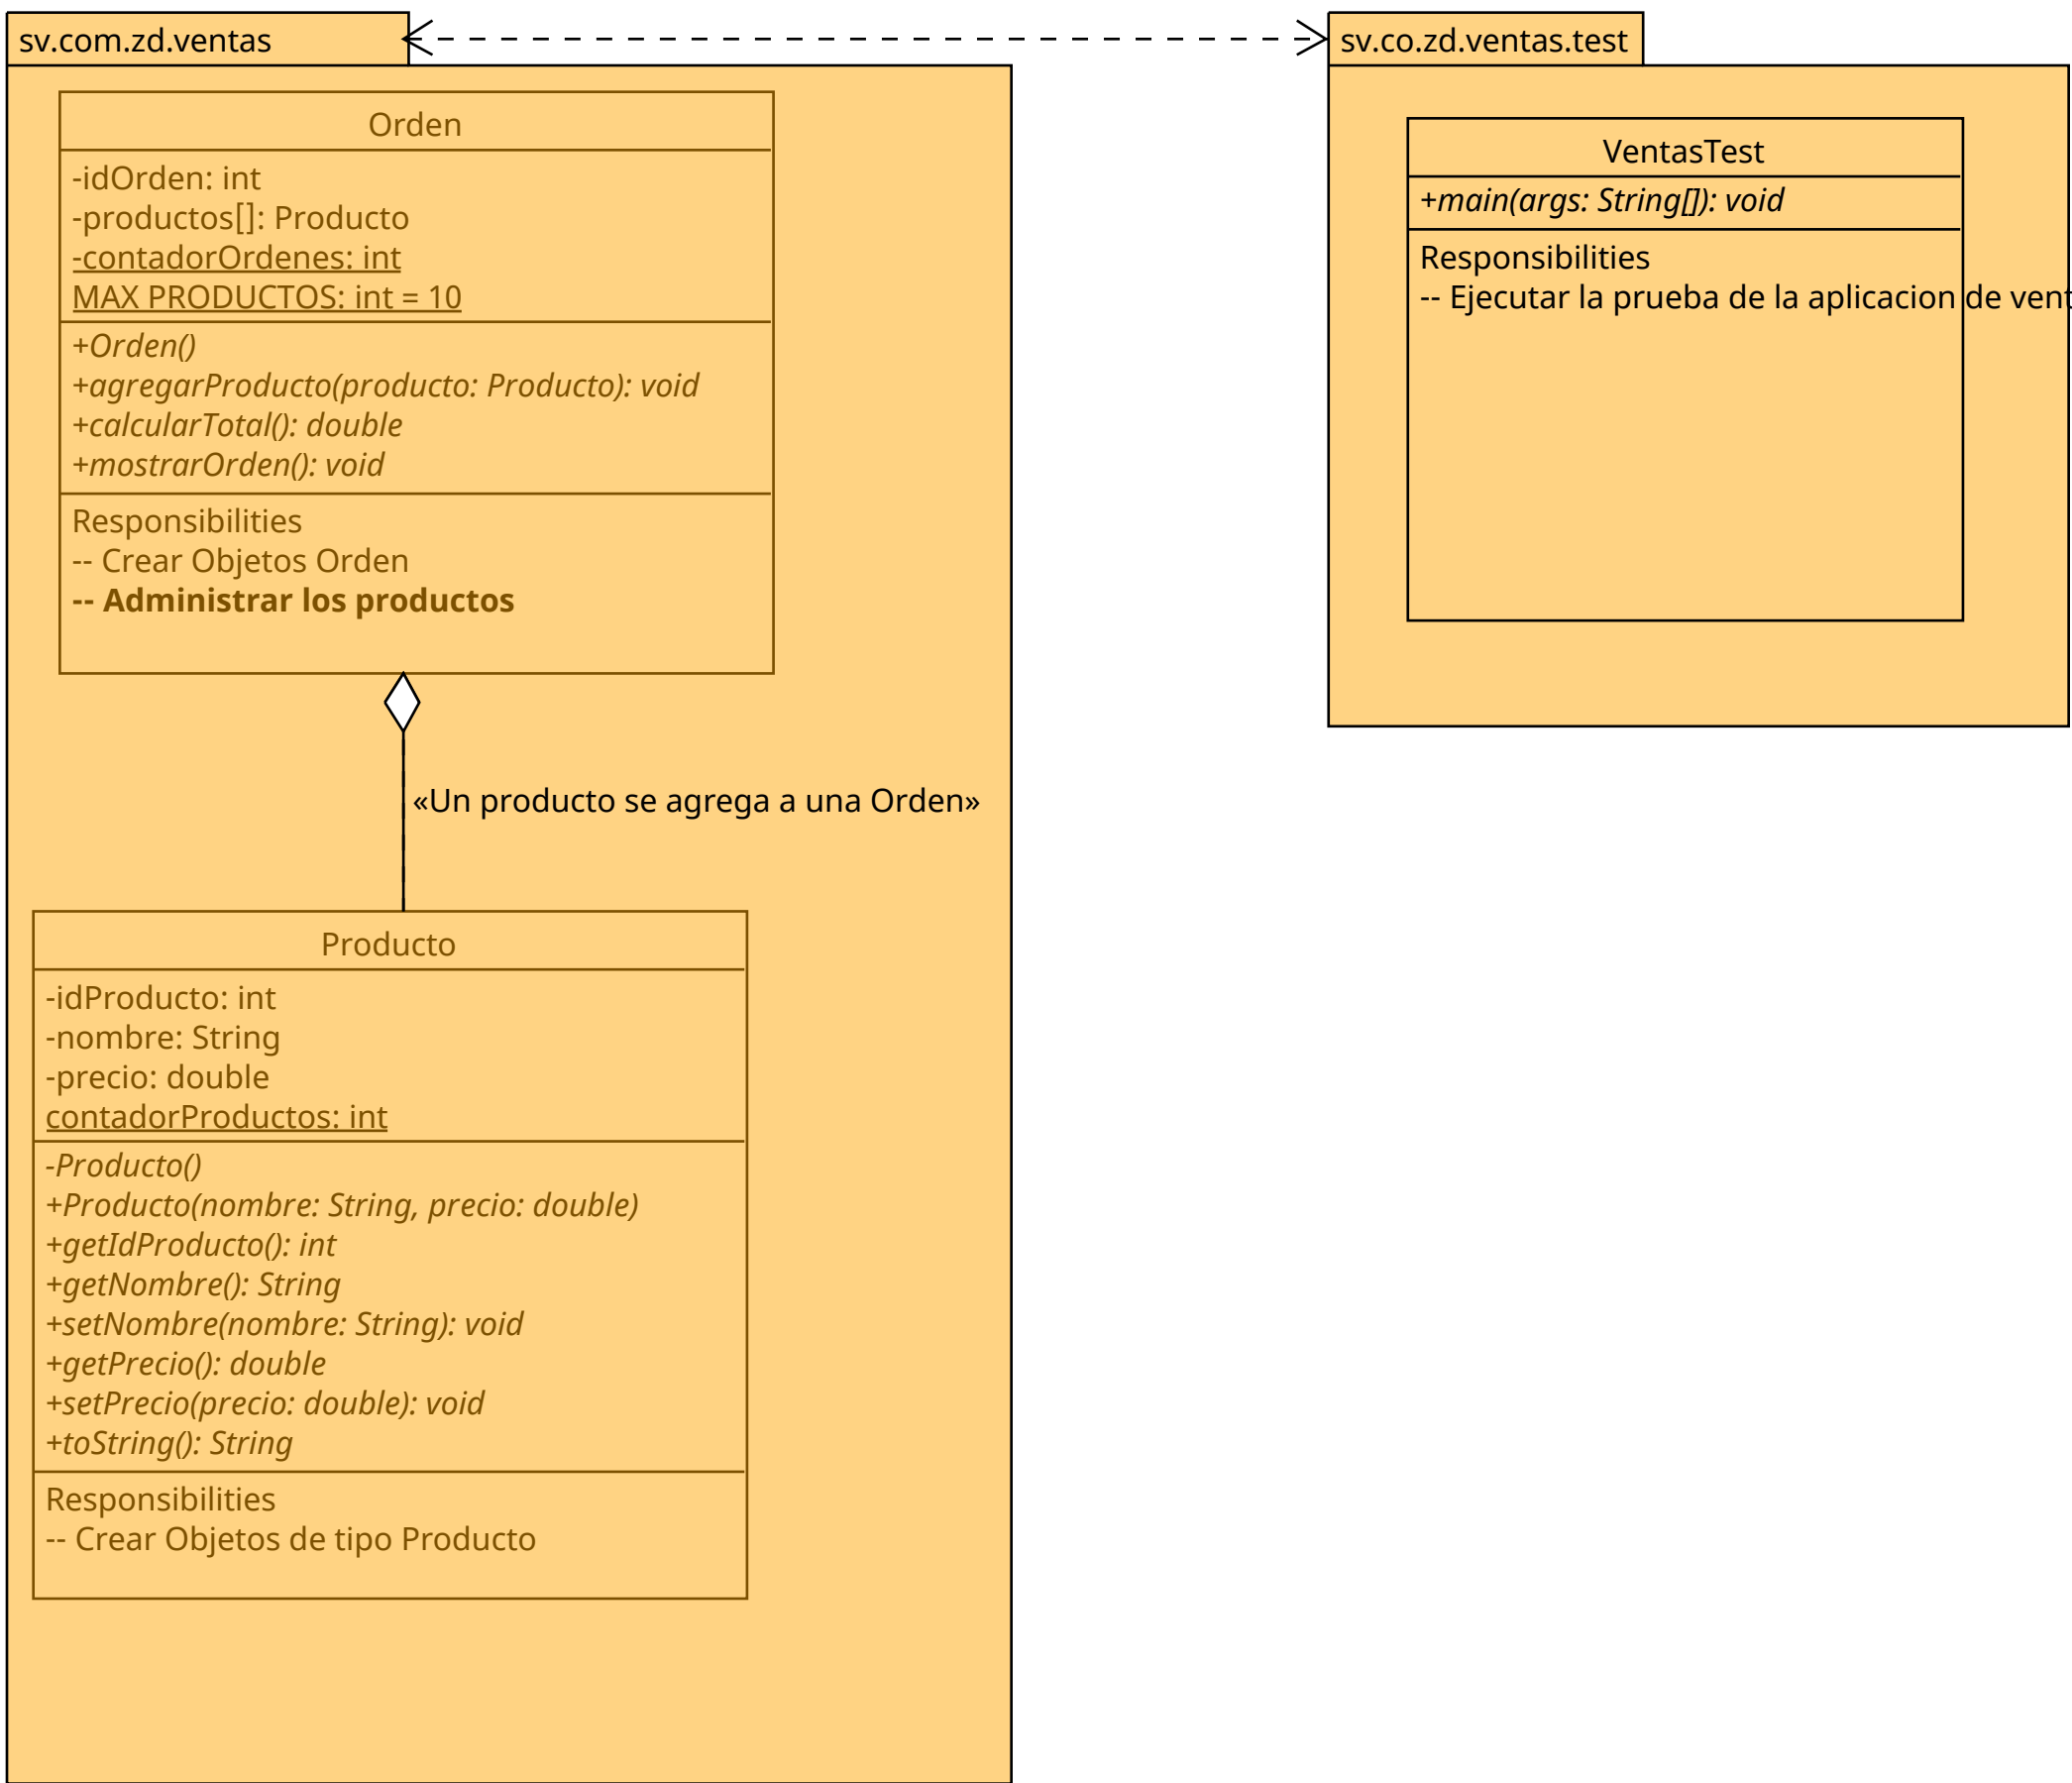 sv.com.zd.ventas
Orden
-idOrden: int
-productos[]: Producto
-contadorOrdenes: int
MAX PRODUCTOS: int = 10
+Orden()
+agregarProducto(producto: Producto): void
+calcularTotal(): double
+mostrarOrden(): void
Responsibilities
-- Crear Objetos Orden
-- Administrar los productos
«Un producto se agrega a una Orden»
Producto
-idProducto: int
-nombre: String
-precio: double
contadorProductos: int
-Producto()
+Producto(nombre: String, precio: double)
+getIdProducto(): int
+getNombre(): String
+setNombre(nombre: String): void
+getPrecio(): double
+setPrecio(precio: double): void
+toString(): String
Responsibilities
-- Crear Objetos de tipo Producto
sv.co.zd.ventas.test
VentasTest
+main(args: String[]): void
Responsibilities
-- Ejecutar la prueba de la aplicacion de vent